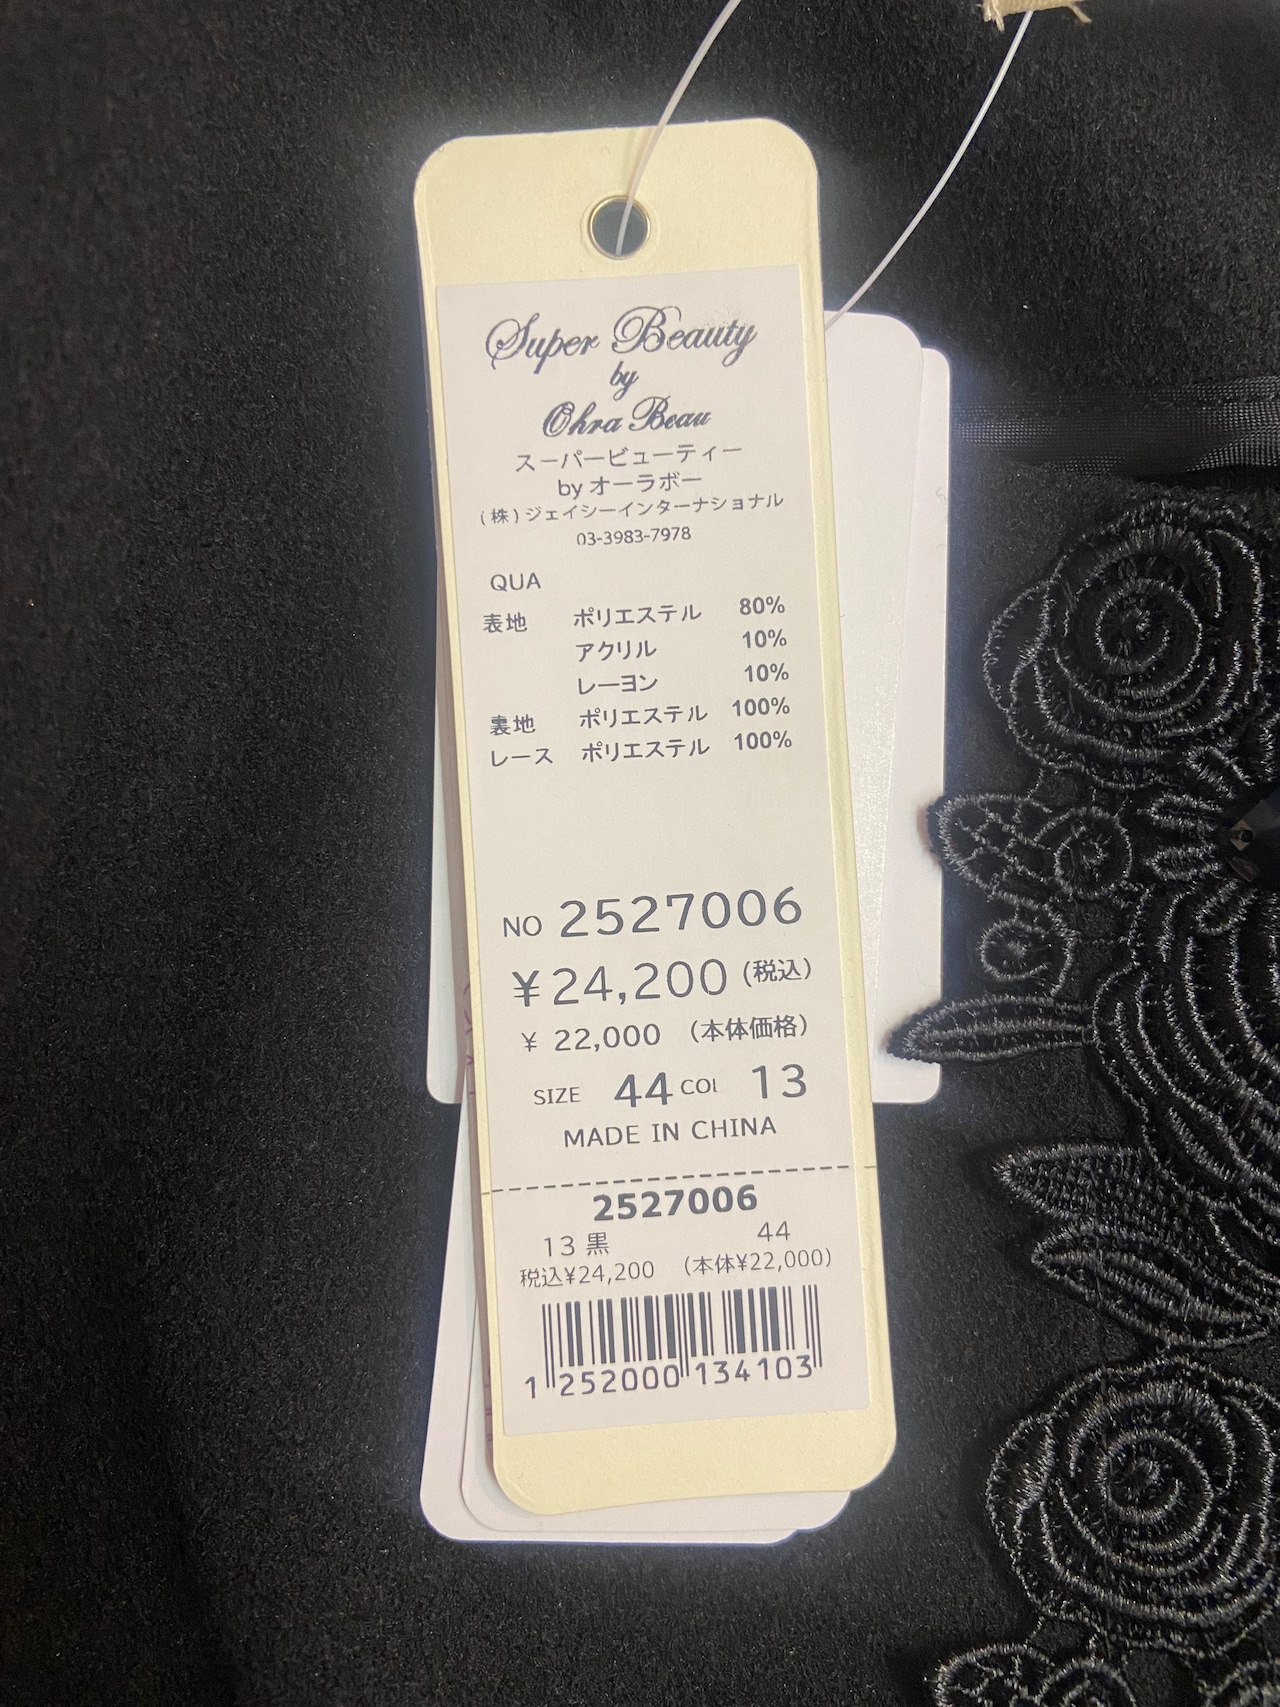 Super Beauty
by
Ohra Beau
スーパービューティー
by オーラボー
(株)ジェイシーインターナショナル
03-3983-7978
QUA
表地 ポリエステル 80%
アクリル 10%
レーヨン 10%
裏地 ポリエステル 100%
レース ポリエステル 100%
NO 2527006
¥24,200 (税込)
¥ 22,000 (本体価格)
SIZE 44 COL 13
MADE IN CHINA
2527006
13 黒 44
税込¥24,200 (本体¥22,000)
1 252000 134103